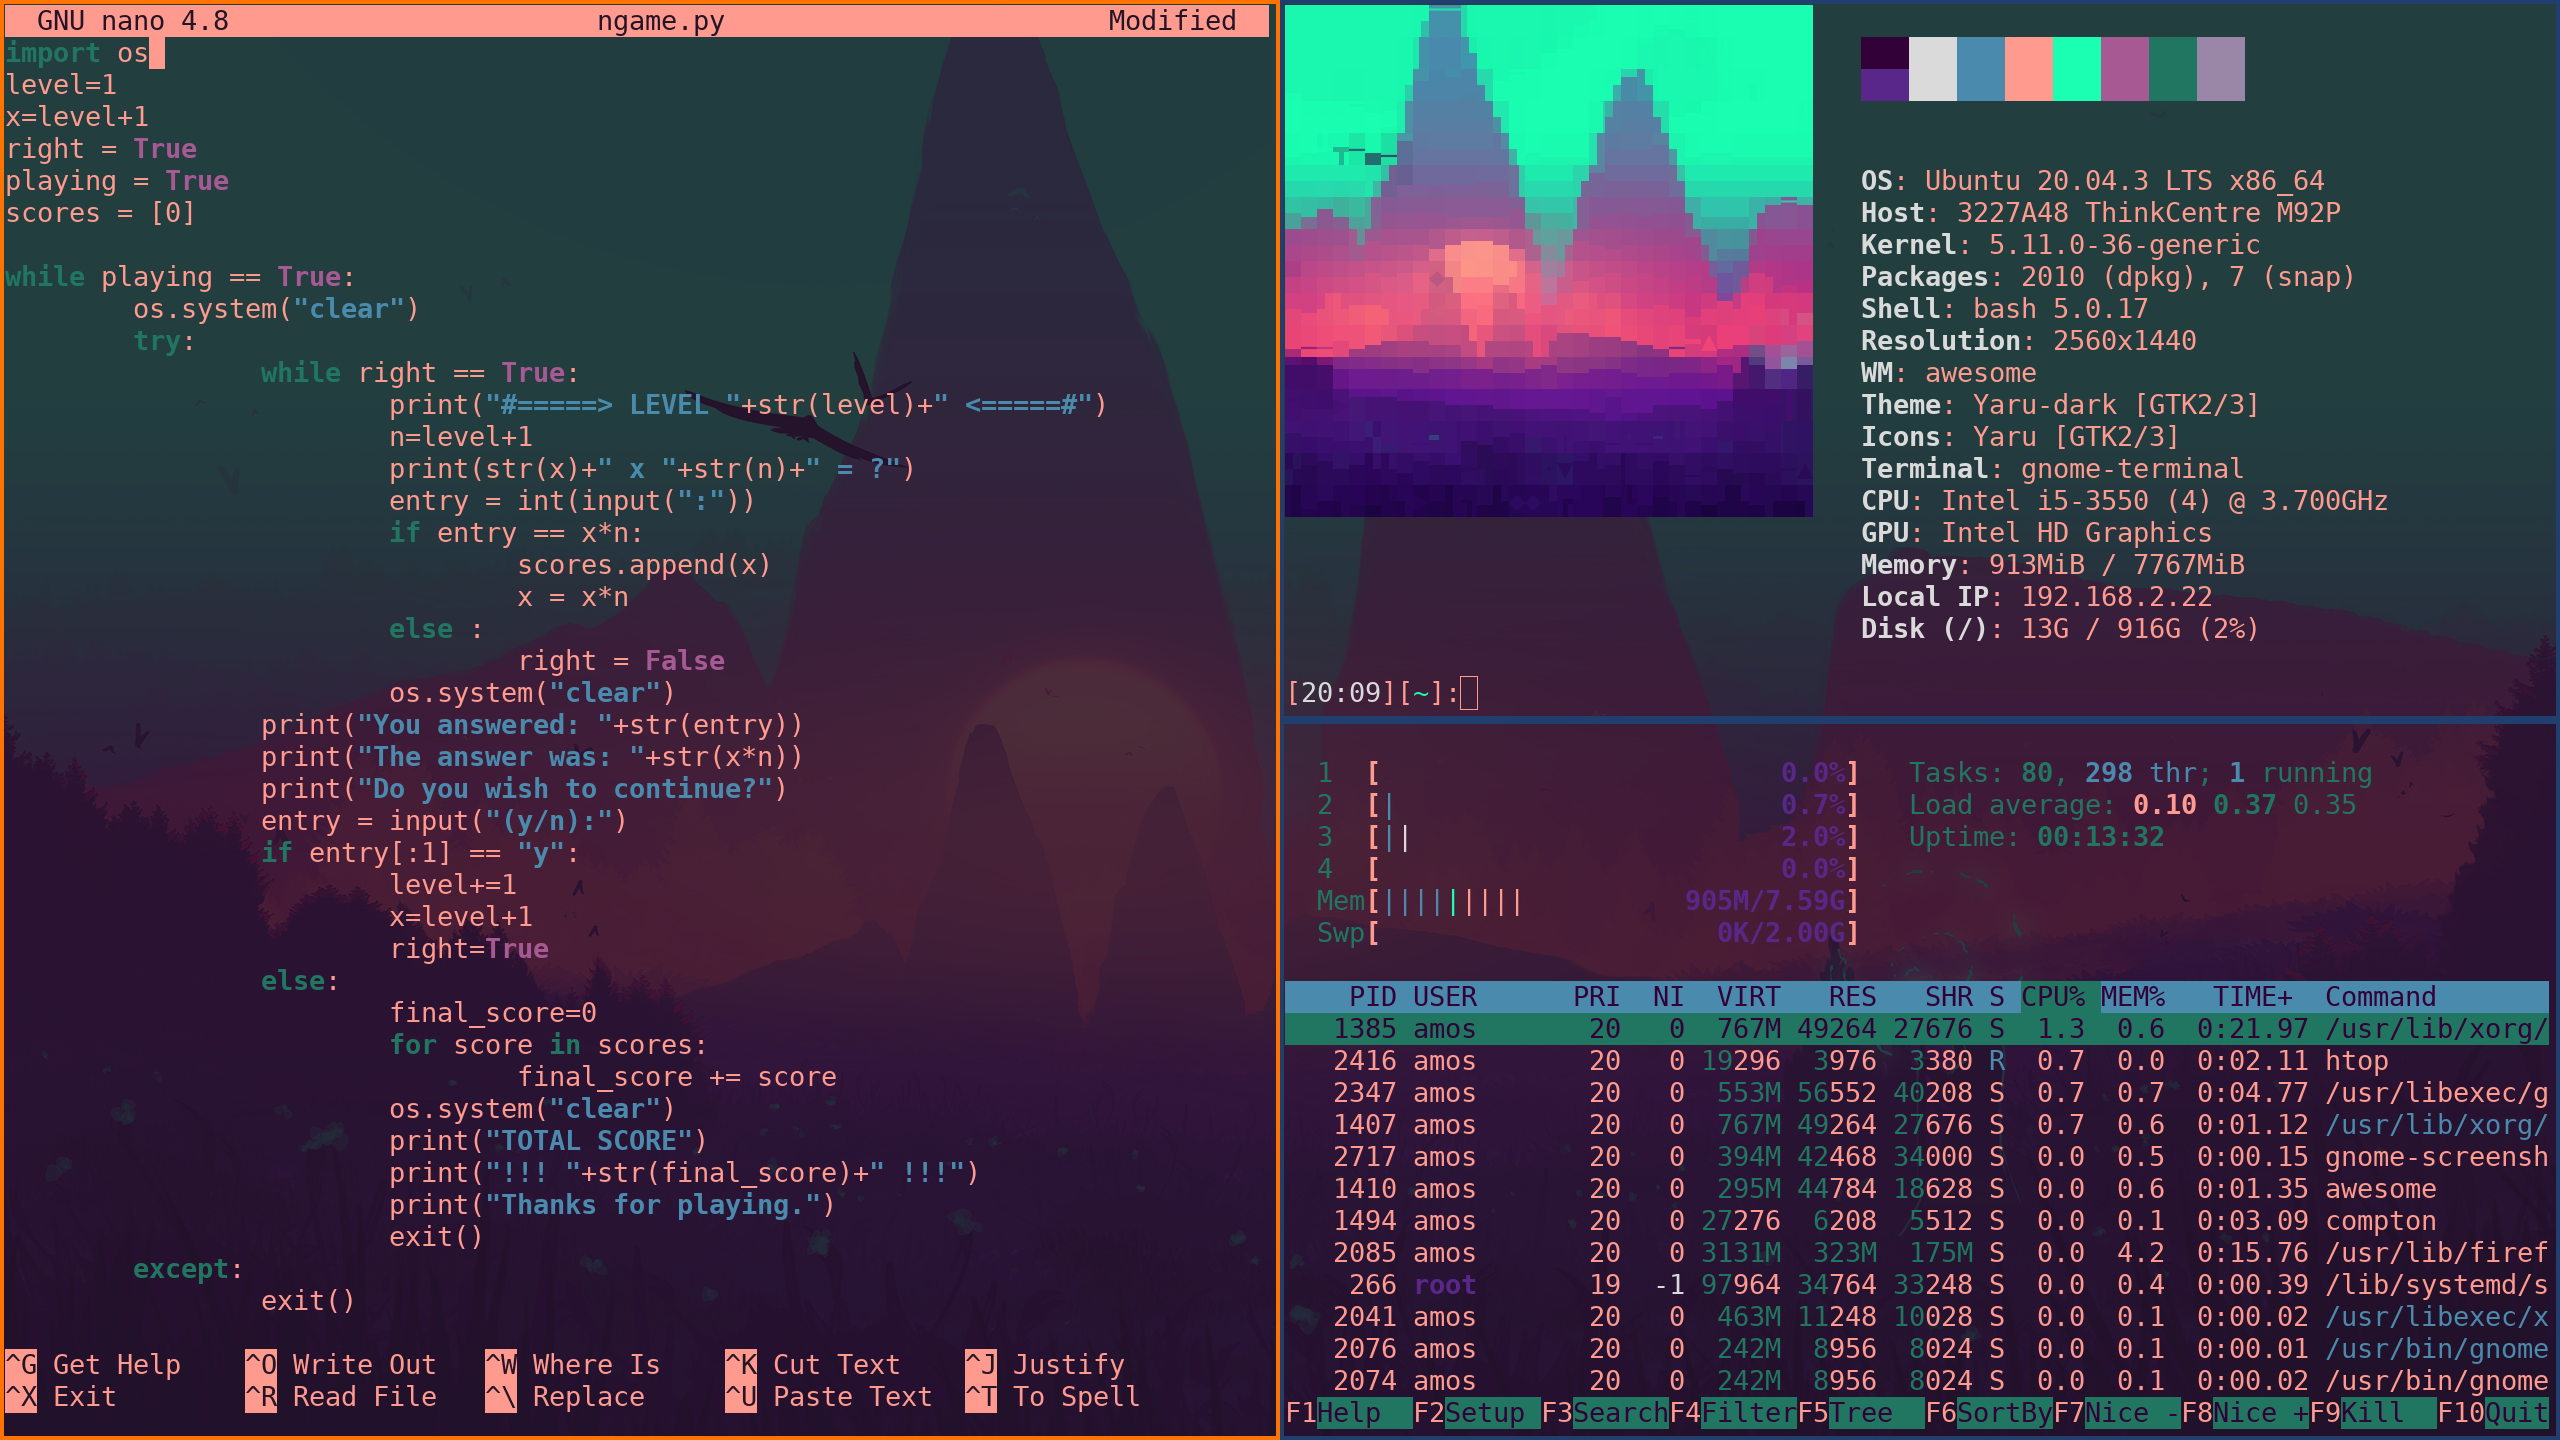 GNU nano 4.8 ngame.py Modified
import os
level=1
x=level+1
right = True
playing = True
scores = [0]

while playing == True:
        os.system("clear")
        try:
                while right == True:
                        print("#=====> LEVEL "+str(level)+" <=====#")
                        n=level+1
                        print(str(x)+" x "+str(n)+" = ?")
                        entry = int(input(":"))
                        if entry == x*n:
                                scores.append(x)
                                x = x*n
                        else :
                                right = False
                        os.system("clear")
                print("You answered: "+str(entry))
                print("The answer was: "+str(x*n))
                print("Do you wish to continue?")
                entry = input("(y/n):")
                if entry[:1] == "y":
                        level+=1
                        x=level+1
                        right=True
                else:
                        final_score=0
                        for score in scores:
                                final_score += score
                        os.system("clear")
                        print("TOTAL SCORE")
                        print("!!! "+str(final_score)+" !!!")
                        print("Thanks for playing.")
                        exit()
        except:
                exit()
^G Get Help ^O Write Out ^W Where Is ^K Cut Text ^J Justify
^X Exit ^R Read File ^\ Replace ^U Paste Text ^T To Spell
OS: Ubuntu 20.04.3 LTS x86_64
Host: 3227A48 ThinkCentre M92P
Kernel: 5.11.0-36-generic
Packages: 2010 (dpkg), 7 (snap)
Shell: bash 5.0.17
Resolution: 2560x1440
WM: awesome
Theme: Yaru-dark [GTK2/3]
Icons: Yaru [GTK2/3]
Terminal: gnome-terminal
CPU: Intel i5-3550 (4) @ 3.700GHz
GPU: Intel HD Graphics
Memory: 913MiB / 7767MiB
Local IP: 192.168.2.22
Disk (/): 13G / 916G (2%)
[20:09][~]:
1 [ 0.0%] Tasks: 80, 298 thr; 1 running
2 [| 0.7%] Load average: 0.10 0.37 0.35
3 [|| 2.0%] Uptime: 00:13:32
4 [ 0.0%]
Mem[||||||||| 905M/7.59G]
Swp[ 0K/2.00G]
PID USER PRI NI VIRT RES SHR S CPU% MEM% TIME+ Command
1385 amos 20 0 767M 49264 27676 S 1.3 0.6 0:21.97 /usr/lib/xorg/
2416 amos 20 0 19296 3976 3380 R 0.7 0.0 0:02.11 htop
2347 amos 20 0 553M 56552 40208 S 0.7 0.7 0:04.77 /usr/libexec/g
1407 amos 20 0 767M 49264 27676 S 0.7 0.6 0:01.12 /usr/lib/xorg/
2717 amos 20 0 394M 42468 34000 S 0.0 0.5 0:00.15 gnome-screensh
1410 amos 20 0 295M 44784 18628 S 0.0 0.6 0:01.35 awesome
1494 amos 20 0 27276 6208 5512 S 0.0 0.1 0:03.09 compton
2085 amos 20 0 3131M 323M 175M S 0.0 4.2 0:15.76 /usr/lib/firef
266 root 19 -1 97964 34764 33248 S 0.0 0.4 0:00.39 /lib/systemd/s
2041 amos 20 0 463M 11248 10028 S 0.0 0.1 0:00.02 /usr/libexec/x
2076 amos 20 0 242M 8956 8024 S 0.0 0.1 0:00.01 /usr/bin/gnome
2074 amos 20 0 242M 8956 8024 S 0.0 0.1 0:00.02 /usr/bin/gnome
F1Help F2Setup F3SearchF4FilterF5Tree F6SortByF7Nice -F8Nice +F9Kill F10Quit